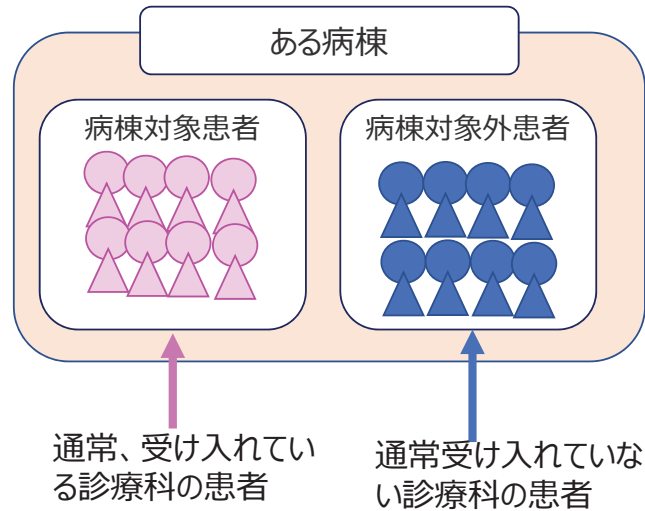 ある病棟
病棟対象患者
病棟対象外患者
通常、受け入れてい
る診療科の患者
通常受け入れていな
い診療科の患者